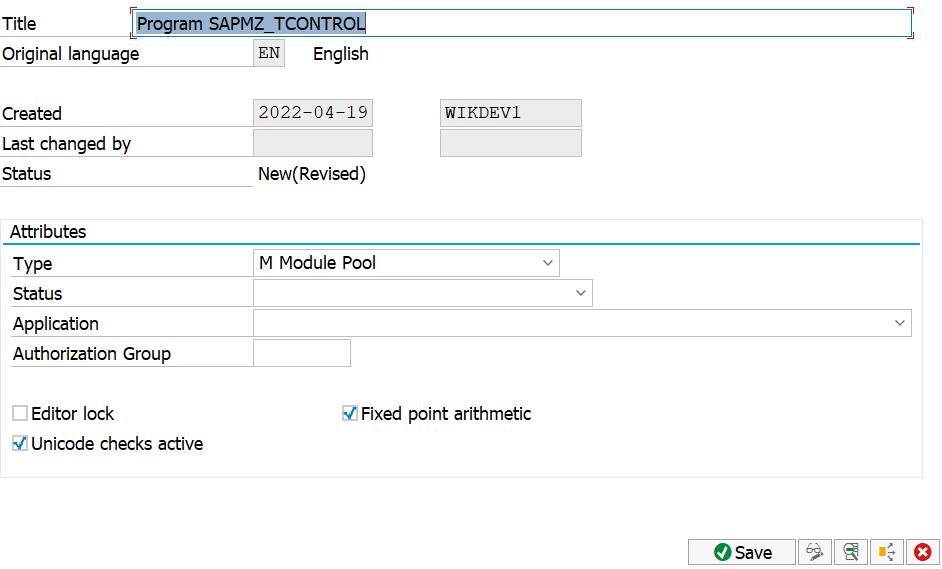 Title Program SAPMZ_TCONTROL
Original language EN English
Created 2022-04-19 WIKDEV1
Last changed by
Status New(Revised)
Attributes
Type M Module Pool
Status
Application
Authorization Group
Editor lock Fixed point arithmetic
Unicode checks active
Save